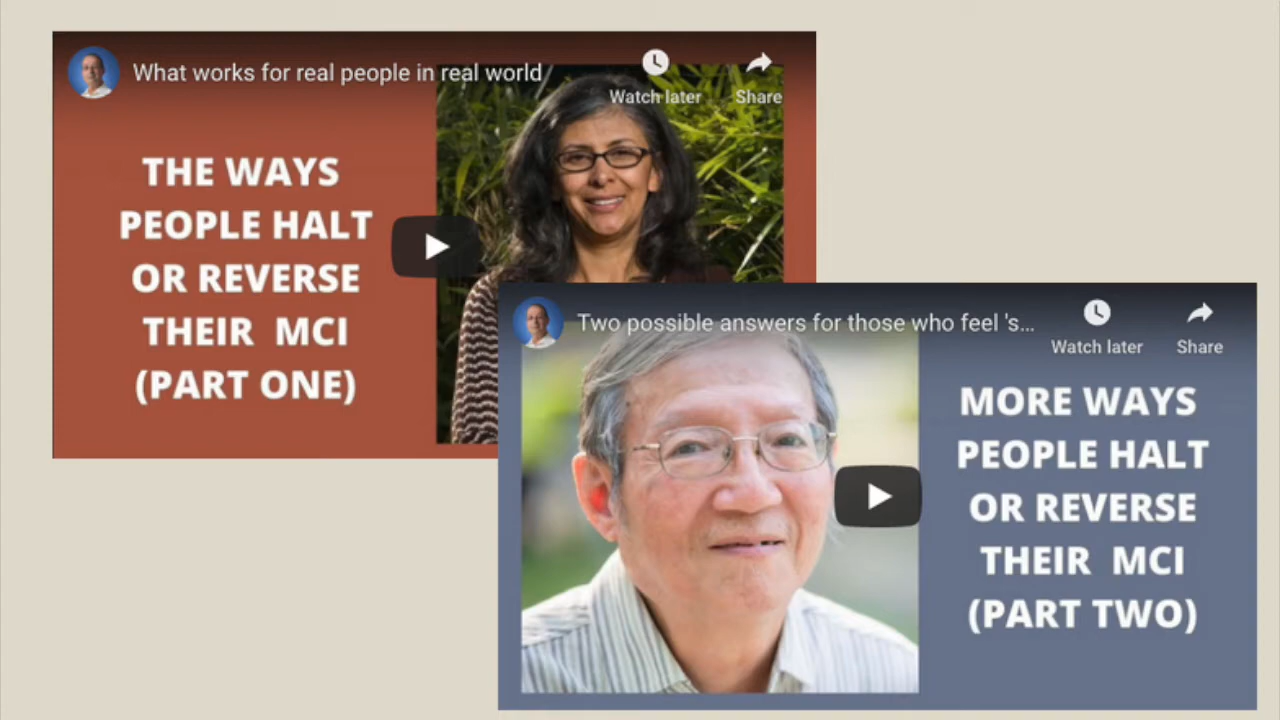 What works for real people in real world
Watch later
Share
THE WAYS
PEOPLE HALT
OR REVERSE
THEIR MCI
(PART ONE)
Two possible answers for those who feel 's...
Watch later
Share
MORE WAYS
PEOPLE HALT
OR REVERSE
THEIR MCI
(PART TWO)